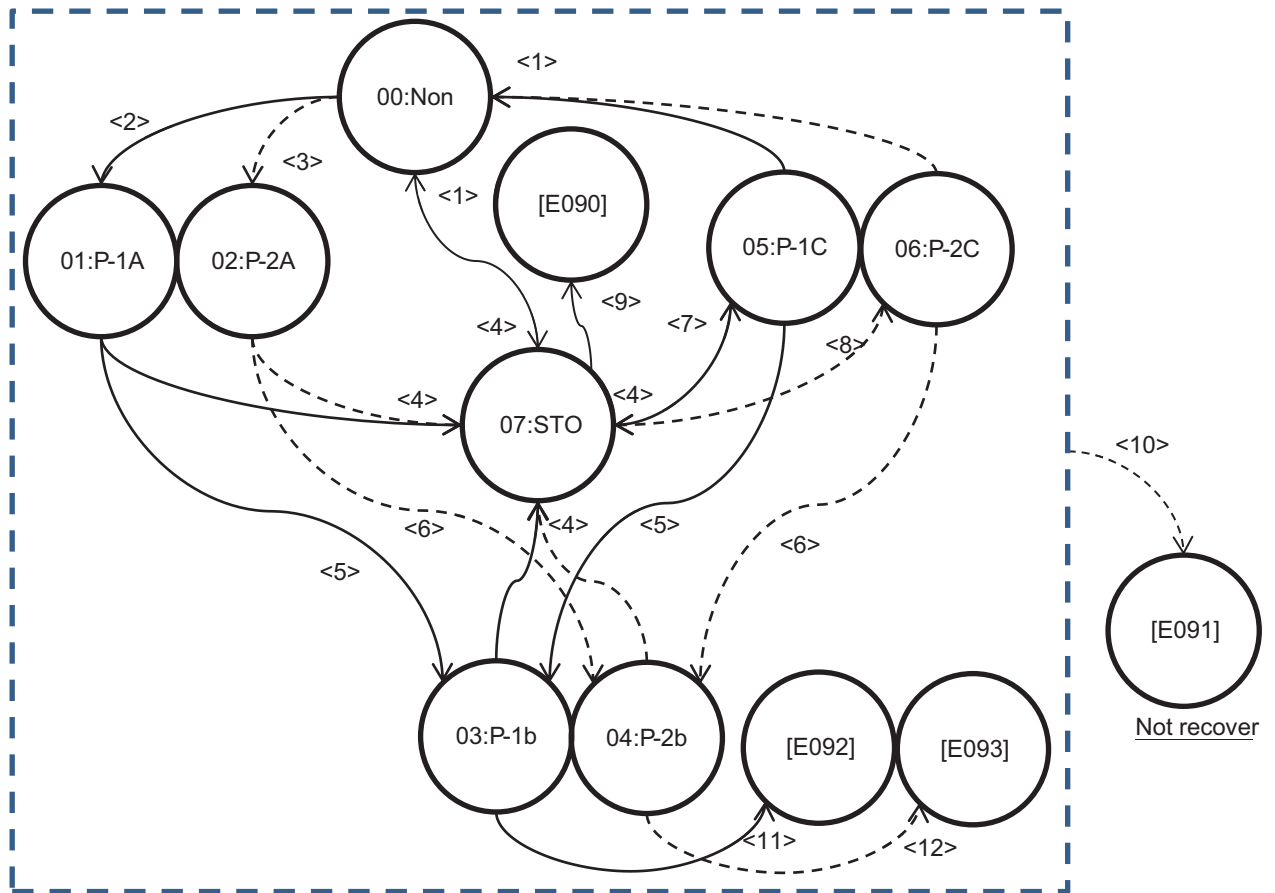 <1>
00:Non
<2>
<3>
<1>
[E090]
01:P-1A
02:P-2A
05:P-1C
06:P-2C
<9>
<4>
<7>
<8>
<4>
<4>
07:STO
<10>
<6>
<4>
<5>
<6>
<5>
[E091]
Not recover
03:P-1b
04:P-2b
[E092]
[E093]
<11>
<12>